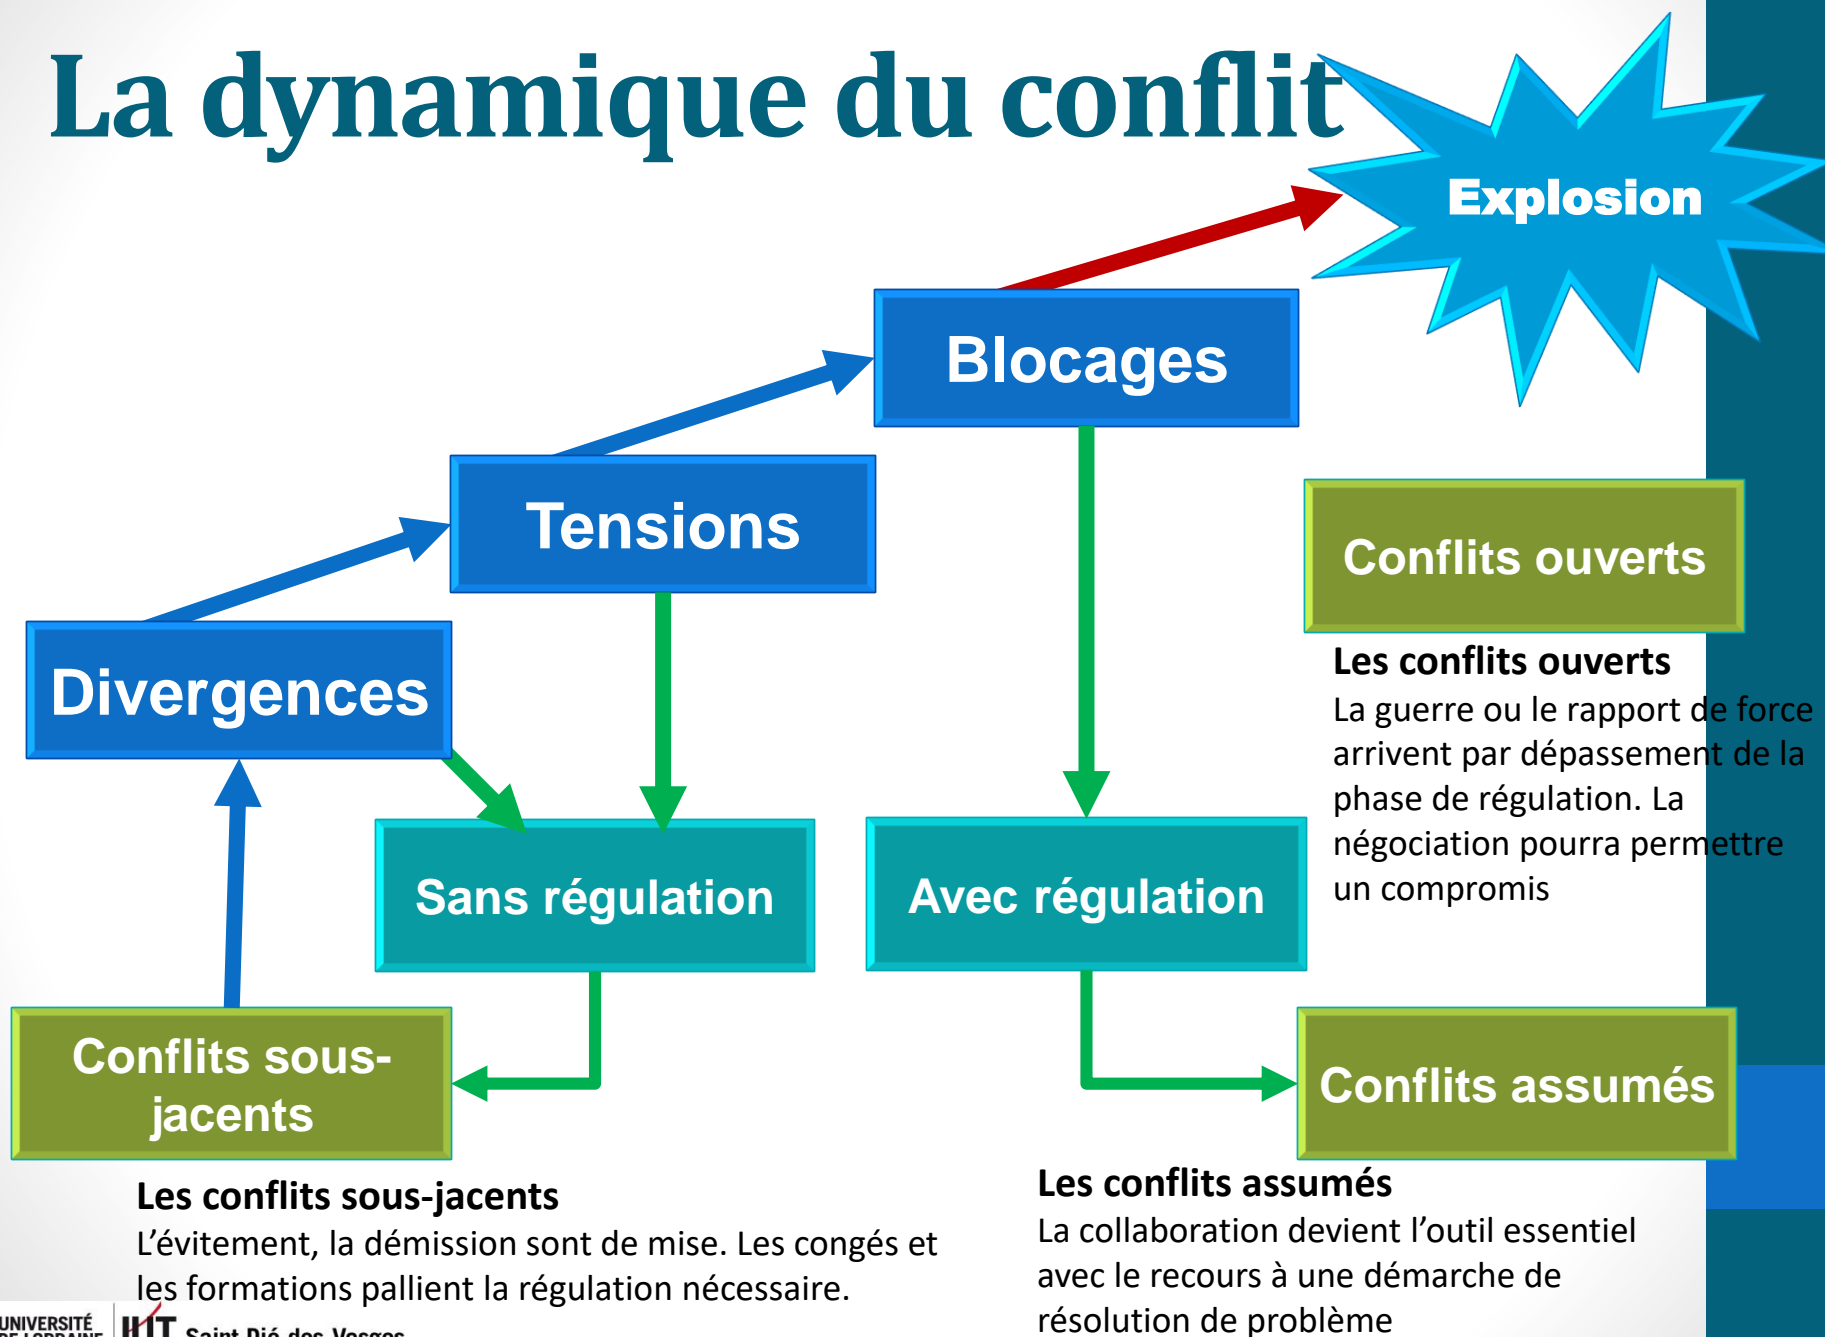 La dynamique du conflit
Explosion
Blocages
Tensions
Divergences
Conflits ouverts
Les conflits ouverts
La guerre ou le rapport de force
arrivent par dépassement de la
phase de régulation. La
négociation pourra permettre
un compromis
Sans régulation
Avec régulation
Conflits sous-
jacents
Conflits assumés
Les conflits sous-jacents
L’évitement, la démission sont de mise. Les congés et
les formations pallient la régulation nécessaire.
Les conflits assumés
La collaboration devient l’outil essentiel
avec le recours à une démarche de
résolution de problème
UNIVERSITÉ
DE LORRAINE
IUT Saint-Dié-des-Vosges